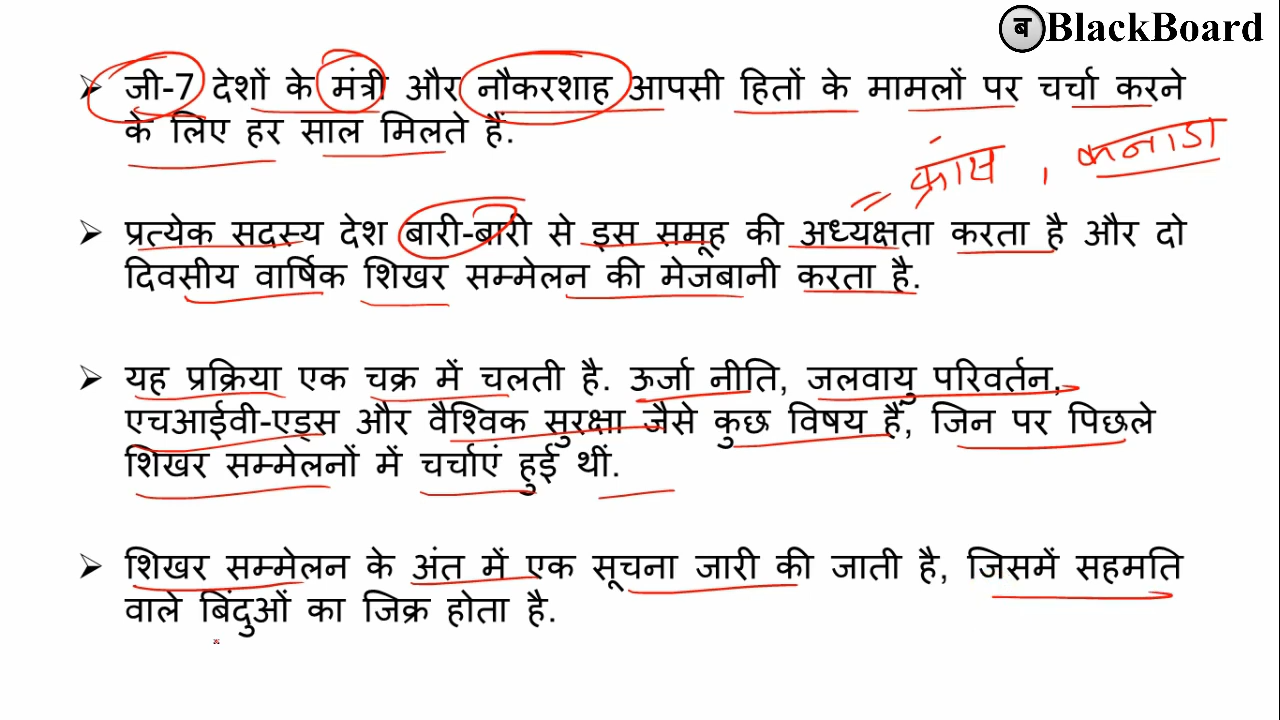 ब BlackBoard
➢ जी-7 देशों के मंत्री और नौकरशाह आपसी हितों के मामलों पर चर्चा करने
के लिए हर साल मिलते हैं.
= फ्रांस , कनाडा
➢ प्रत्येक सदस्य देश बारी-बारी से इस समूह की अध्यक्षता करता है और दो
दिवसीय वार्षिक शिखर सम्मेलन की मेजबानी करता है.
➢ यह प्रक्रिया एक चक्र में चलती है. ऊर्जा नीति, जलवायु परिवर्तन,
एचआईवी-एड्स और वैश्विक सुरक्षा जैसे कुछ विषय हैं, जिन पर पिछले
शिखर सम्मेलनों में चर्चाएं हुई थीं.
➢ शिखर सम्मेलन के अंत में एक सूचना जारी की जाती है, जिसमें सहमति
वाले बिंदुओं का जिक्र होता है.